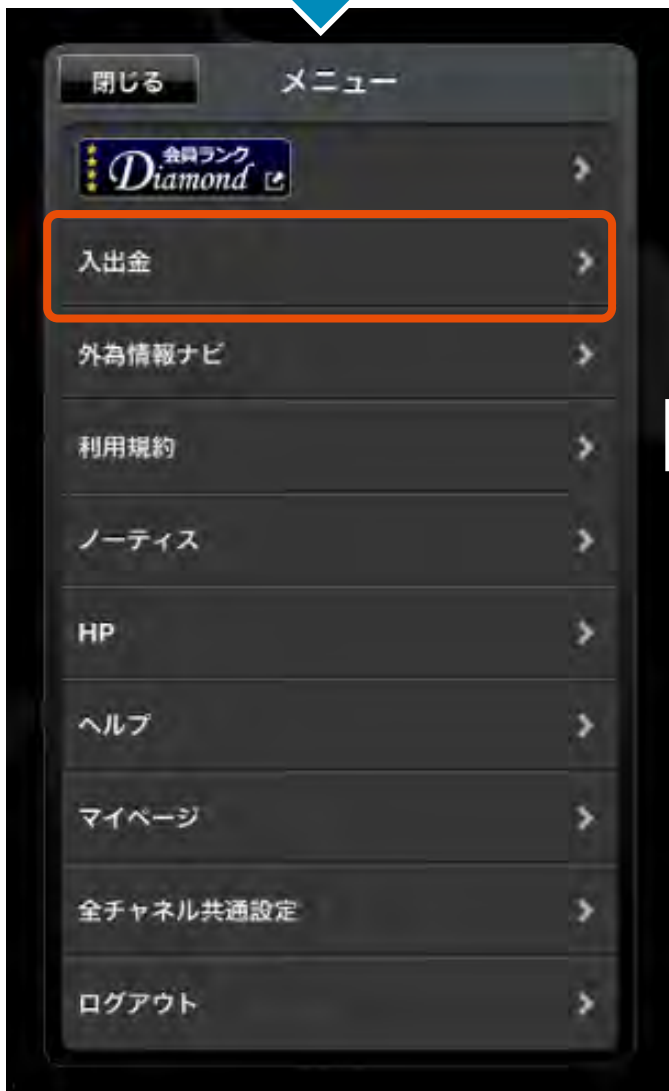 閉じる
メニュー
会員ランク
Diamond
入出金
外為情報ナビ
利用規約
ノーティス
HP
ヘルプ
マイページ
全チャネル共通設定
ログアウト